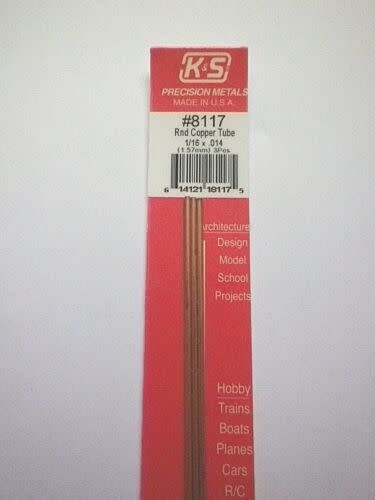 K&S
PRECISION METALS
MADE IN U.S.A.
#8117
Rnd Copper Tube
1/16 x .014
(1.57mm) 3Pcs
6 14121 18117 5
Architecture
Design
Model
School
Projects
Hobby
Trains
Boats
Planes
Cars
R/C